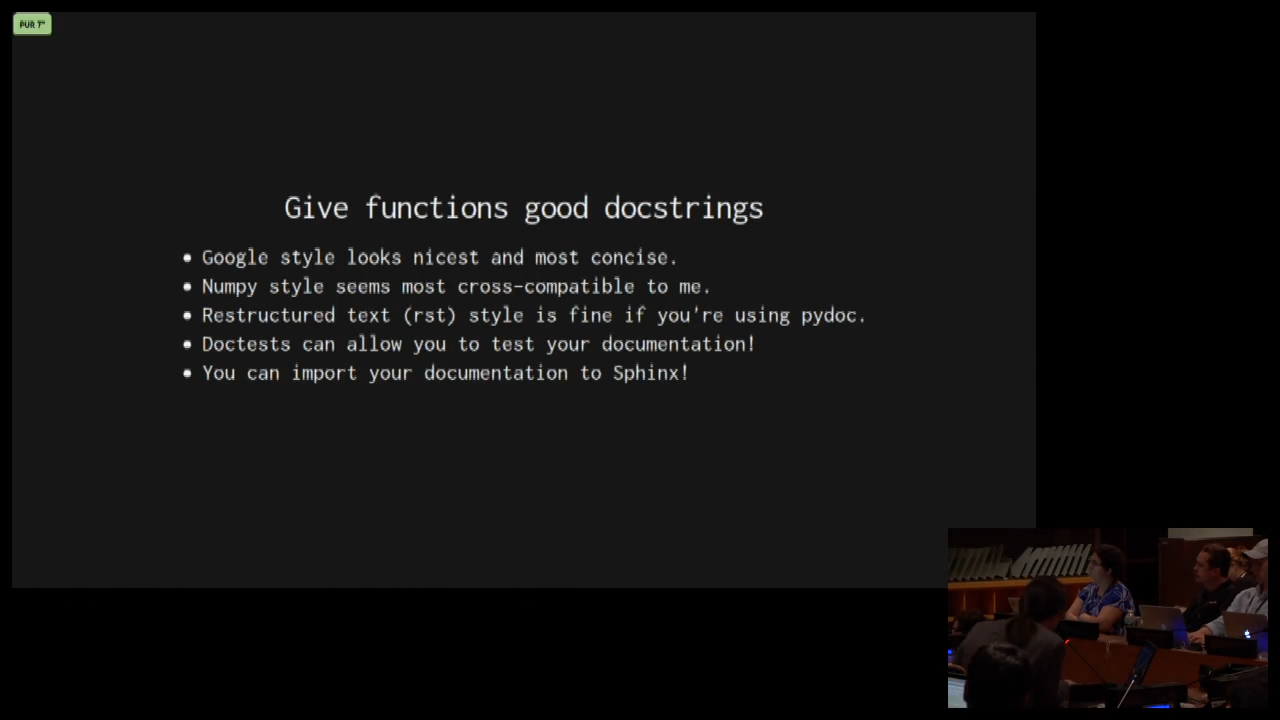 PUR 7"
Give functions good docstrings
• Google style looks nicest and most concise.
• Numpy style seems most cross-compatible to me.
• Restructured text (rst) style is fine if you're using pydoc.
• Doctests can allow you to test your documentation!
• You can import your documentation to Sphinx!